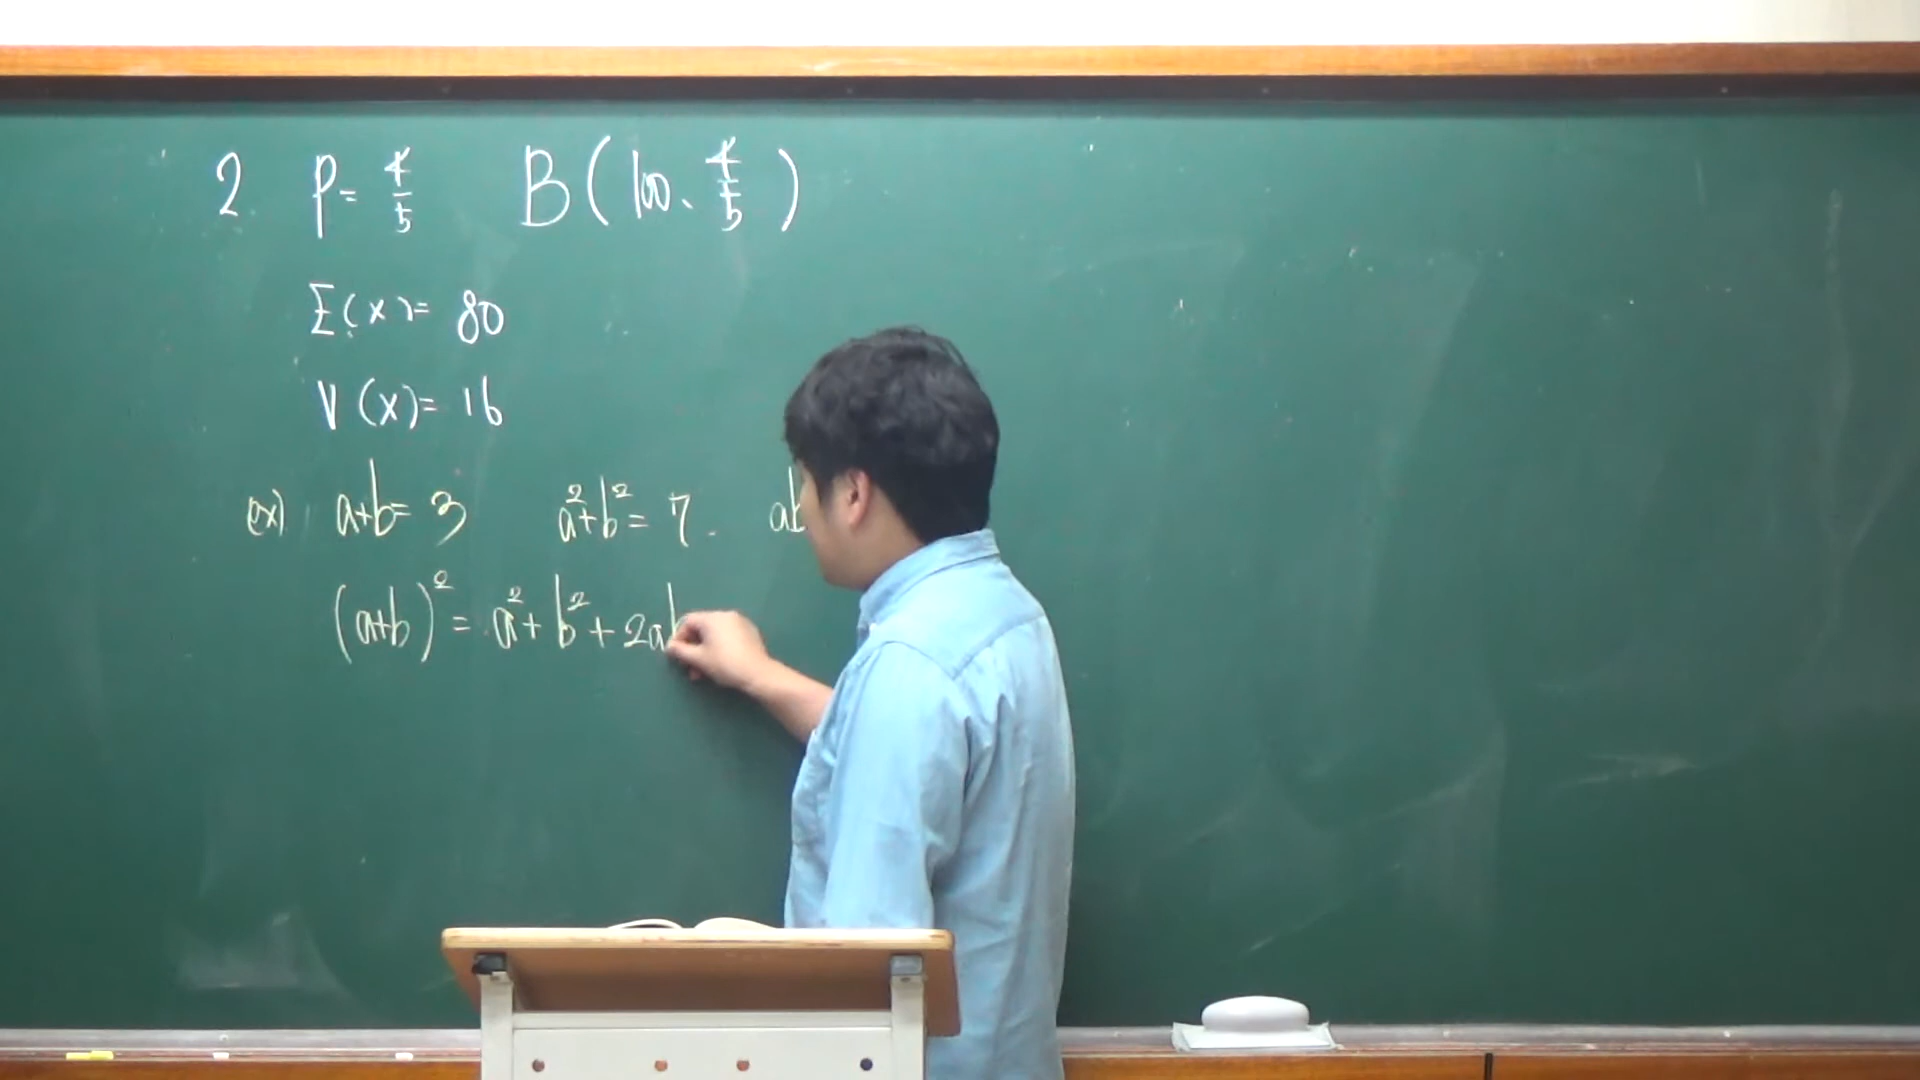 2 P= 4/5 B(100, 4/5)
E(x)= 80
V(x)= 16
ex) a+b= 3 a²+b²= 7. ab
(a+b)² = a²+b²+2ab